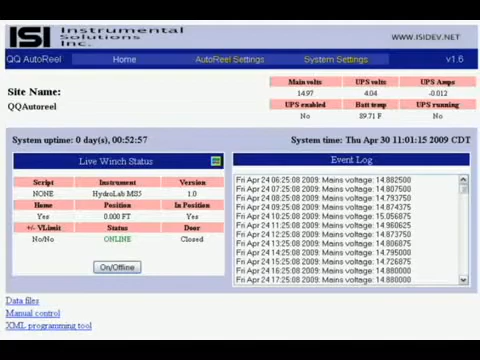 ISI Instrumental Solutions Inc.
WWW.ISIDEV.NET
QQ AutoReel Home AutoReel Settings System Settings v1.6
Site Name:
QQAutoreel
Main volts UPS volts UPS Amps
14.97 4.04 -0.012
UPS enabled Batt temp UPS running
No 89.71 F No
System uptime: 0 day(s), 00:52:57
System time: Thu Apr 30 11:01:15 2009 CDT
Live Winch Status
Script Instrument Version
NONE HydroLab MS5 1.0
Home Position In Position
Yes 0.000 FT Yes
+/- VLimit Status Door
No/No ONLINE Closed
On/Offline
Event Log
Fri Apr 24 06:25:08 2009: Mains voltage: 14.882500
Fri Apr 24 07:25:08 2009: Mains voltage: 14.807500
Fri Apr 24 08:25:08 2009: Mains voltage: 14.793750
Fri Apr 24 09:25:08 2009: Mains voltage: 14.874375
Fri Apr 24 10:25:08 2009: Mains voltage: 15.056875
Fri Apr 24 11:25:08 2009: Mains voltage: 14.960625
Fri Apr 24 12:25:08 2009: Mains voltage: 14.873750
Fri Apr 24 13:25:08 2009: Mains voltage: 14.806875
Fri Apr 24 14:25:08 2009: Mains voltage: 14.795000
Fri Apr 24 15:25:08 2009: Mains voltage: 14.726875
Fri Apr 24 16:25:08 2009: Mains voltage: 14.880000
Fri Apr 24 17:25:08 2009: Mains voltage: 14.880000
Data files
Manual control
XML programming tool